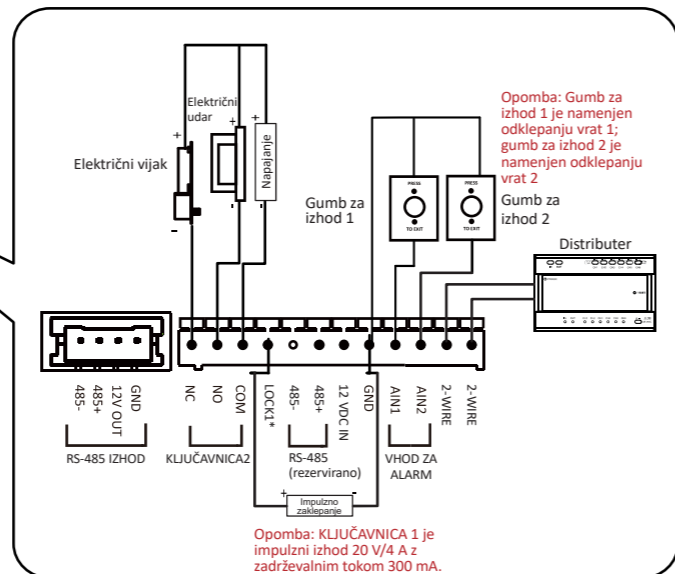 Električni
udar
+
+
+
Napajanje
Električni vijak
-
-
-
Opomba: Gumb za
izhod 1 je namenjen
odklepanju vrat 1;
gumb za izhod 2 je
namenjen odklepanju
vrat 2
Gumb za
izhod 1
PRESS
TO EXIT
PRESS
TO EXIT
Gumb za
izhod 2
Distributer
485-
485+
12V OUT
GND
RS-485 IZHOD
NC
NO
COM
LOCK1*
485-
485+
12 VDC IN
GND
AIN1
AIN2
2-WIRE
2-WIRE
KLJUČAVNICA2
RS-485
(rezervirano)
VHOD ZA
ALARM
+
-
Impulzno
zaklepanje
Opomba: KLJUČAVNICA 1 je
impulzni izhod 20 V/4 A z
zadrževalnim tokom 300 mA.